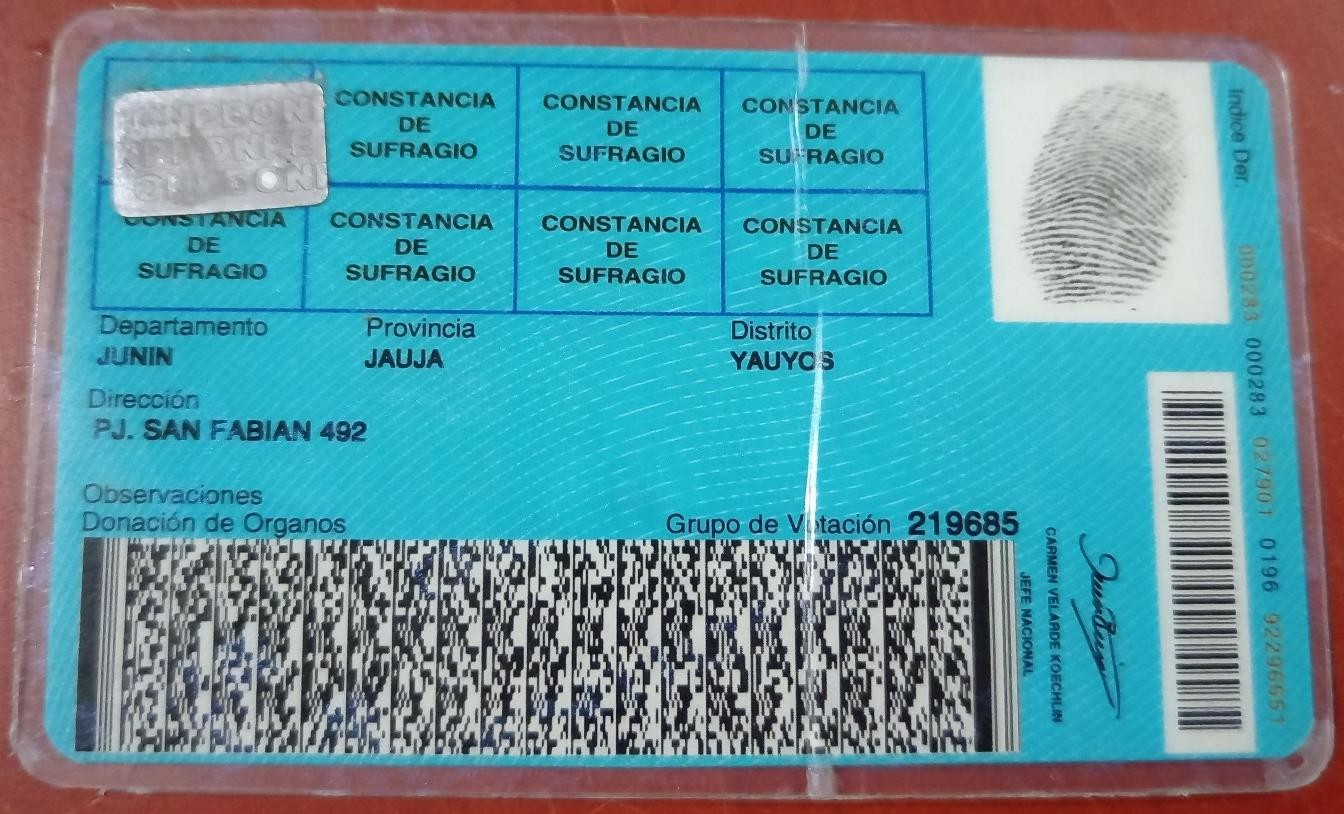 CONSTANCIA DE SUFRAGIO
CONSTANCIA DE SUFRAGIO
CONSTANCIA DE SUFRAGIO
CONSTANCIA DE SUFRAGIO
CONSTANCIA DE SUFRAGIO
CONSTANCIA DE SUFRAGIO
CONSTANCIA DE SUFRAGIO
Indice Der.
Departamento Provincia Distrito
JUNIN JAUJA YAUYOS
Dirección
PJ. SAN FABIAN 492
Observaciones
Donación de Organos Grupo de Votación 219685
CARMEN VELARDE KOECHLIN
JEFE NACIONAL
000283 000283 027901 0196 92296551